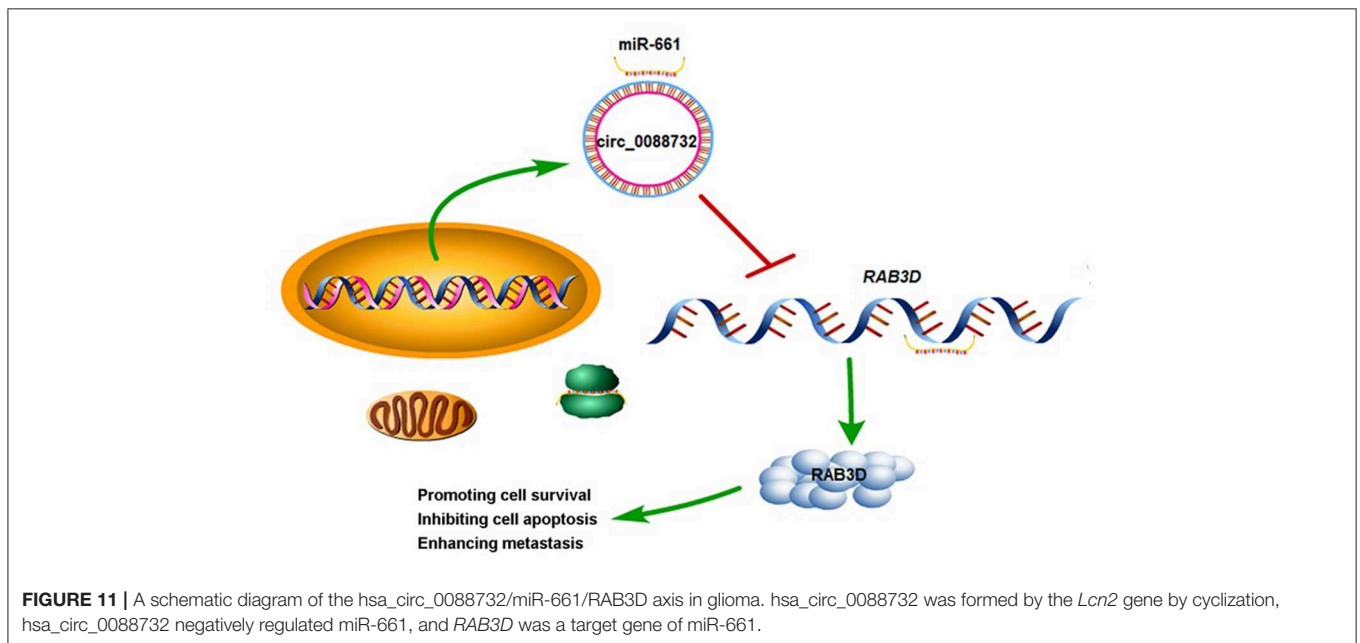 miR-661
circ_0088732
RAB3D
RAB3D
Promoting cell survival
Inhibiting cell apoptosis
Enhancing metastasis
FIGURE 11 | A schematic diagram of the hsa_circ_0088732/miR-661/RAB3D axis in glioma. hsa_circ_0088732 was formed by the Lcn2 gene by cyclization,
hsa_circ_0088732 negatively regulated miR-661, and RAB3D was a target gene of miR-661.